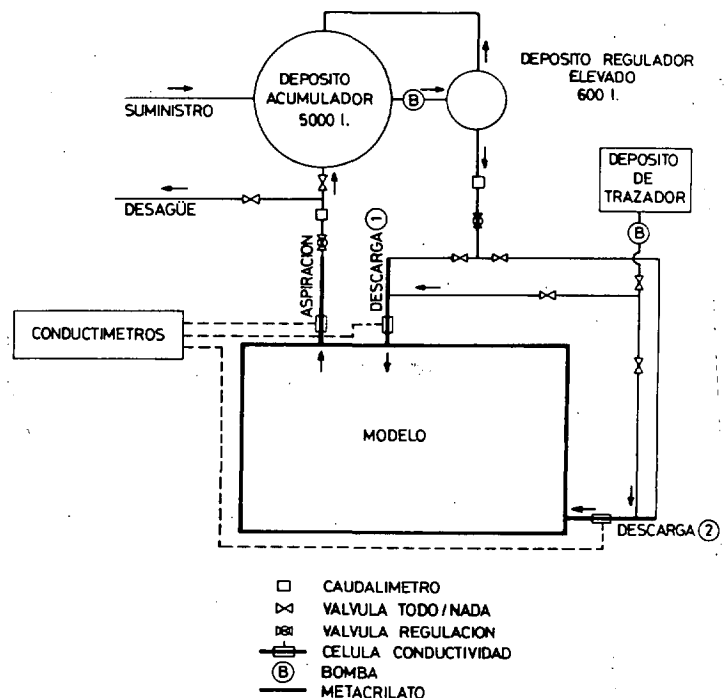 DEPOSITO
ACUMULADOR
5000 l.
SUMINISTRO
B
DEPOSITO REGULADOR
ELEVADO
600 l.
DEPOSITO
DE
TRAZADOR
B
DESAGÜE
ASPIRACION
DESCARGA 1
CONDUCTIMETROS
MODELO
DESCARGA 2
CAUDALIMETRO
VALVULA TODO/NADA
VALVULA REGULACION
CELULA CONDUCTIVIDAD
B BOMBA
METACRILATO